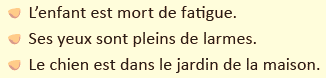 L'enfant est mort de fatigue.
Ses yeux sont pleins de larmes.
Le chien est dans le jardin de la maison.